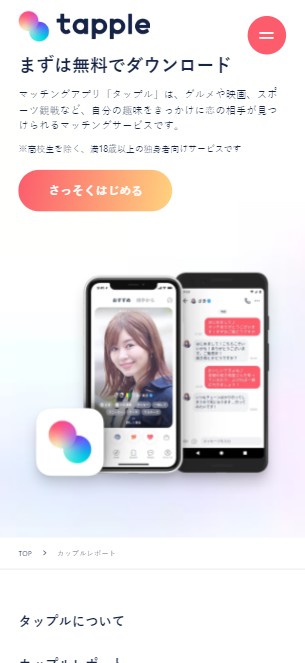 tapple
まずは無料でダウンロード
マッチングアプリ「タップル」は、グルメや映画、スポ
ーツ観戦など、自分の趣味をきっかけに恋の相手が見つ
けられるマッチングサービスです。
※高校生を除く、満18歳以上の独身者向けサービスです
さっそくはじめる
おすすめ
TOP > カップルレポート
タップルについて
カップルレポート